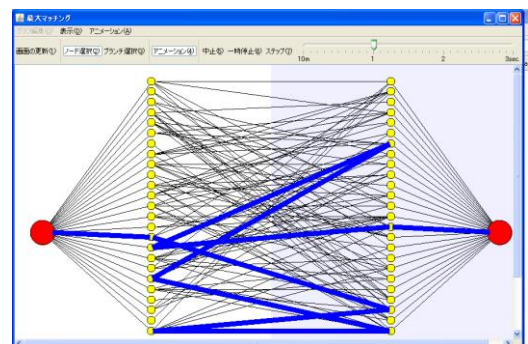 最大マッチング
表示(D) アニメーション(A)
画面の更新(L) ノード選択(Q) ブランチ選択(Q) アニメーション(A) 中止(S) 一時停止(S) ステップ(T)
10m 1 2 3sec